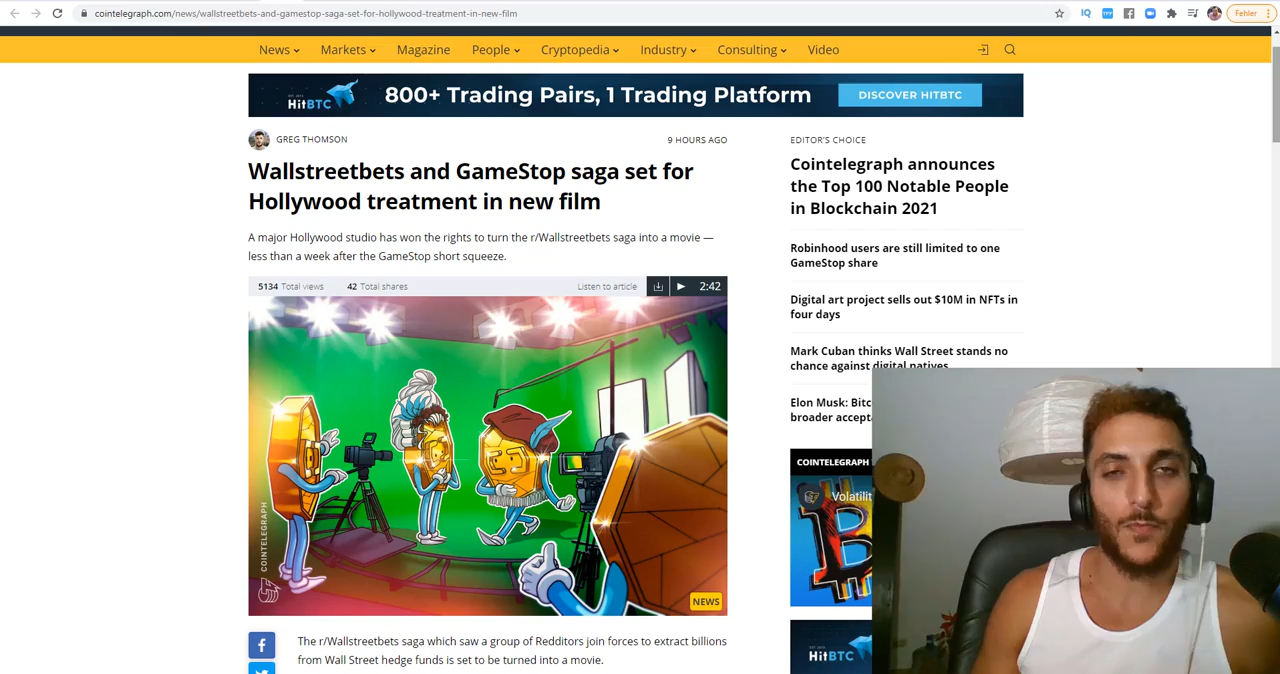 cointelegraph.com/news/wallstreetbets-and-gamestop-saga-set-for-hollywood-treatment-in-new-film
IQ
Fehler
News Markets Magazine People Cryptopedia Industry Consulting Video
HitBTC 800+ Trading Pairs, 1 Trading Platform DISCOVER HITBTC
GREG THOMSON
9 HOURS AGO
Wallstreetbets and GameStop saga set for
Hollywood treatment in new film
A major Hollywood studio has won the rights to turn the r/Wallstreetbets saga into a movie —
less than a week after the GameStop short squeeze.
5134 Total views 42 Total shares Listen to article 2:42
COINTELEGRAPH
NEWS
The r/Wallstreetbets saga which saw a group of Redditors join forces to extract billions
from Wall Street hedge funds is set to be turned into a movie.
EDITOR'S CHOICE
Cointelegraph announces
the Top 100 Notable People
in Blockchain 2021
Robinhood users are still limited to one
GameStop share
Digital art project sells out $10M in NFTs in
four days
Mark Cuban thinks Wall Street stands no
chance against digital natives
Elon Musk: Bitc
broader accepta
COINTELEGRAPH
Volatilit
HitBTC